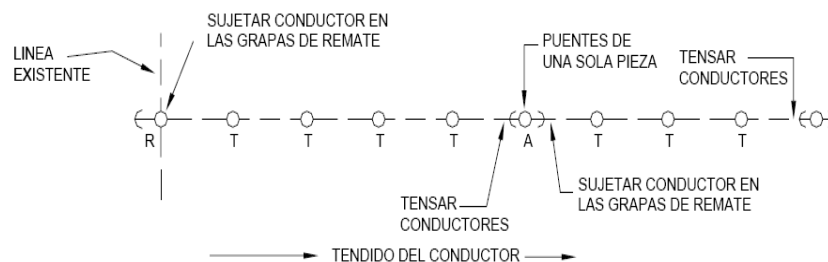 SUJETAR CONDUCTOR EN
LAS GRAPAS DE REMATE
LINEA
EXISTENTE
PUENTES DE
UNA SOLA PIEZA
TENSAR
CONDUCTORES
R T T T T A T T T
TENSAR
CONDUCTORES
SUJETAR CONDUCTOR EN
LAS GRAPAS DE REMATE
TENDIDO DEL CONDUCTOR